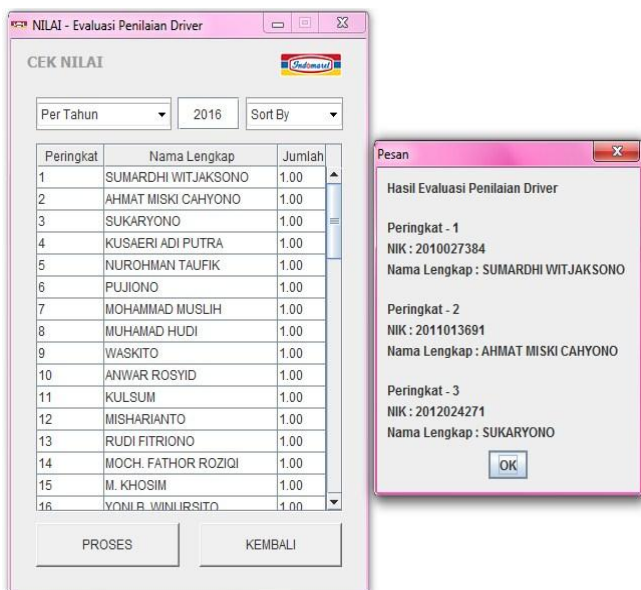 NILAI - Evaluasi Penilaian Driver
CEK NILAI
Indomaret
Per Tahun 2016 Sort By
Peringkat Nama Lengkap Jumlah
1 SUMARDHI WITJAKSONO 1.00
2 AHMAT MISKI CAHYONO 1.00
3 SUKARYONO 1.00
4 KUSAERI ADI PUTRA 1.00
5 NUROHMAN TAUFIK 1.00
6 PUJIONO 1.00
7 MOHAMMAD MUSLIH 1.00
8 MUHAMAD HUDI 1.00
9 WASKITO 1.00
10 ANWAR ROSYID 1.00
11 KULSUM 1.00
12 MISHARIANTO 1.00
13 RUDI FITRIONO 1.00
14 MOCH. FATHOR ROZIQI 1.00
15 M. KHOSIM 1.00
16 YONI B. WINURSITO 1.00
PROSES KEMBALI
Pesan
Hasil Evaluasi Penilaian Driver
Peringkat - 1
NIK : 2010027384
Nama Lengkap : SUMARDHI WITJAKSONO
Peringkat - 2
NIK : 2011013691
Nama Lengkap : AHMAT MISKI CAHYONO
Peringkat - 3
NIK : 2012024271
Nama Lengkap : SUKARYONO
OK